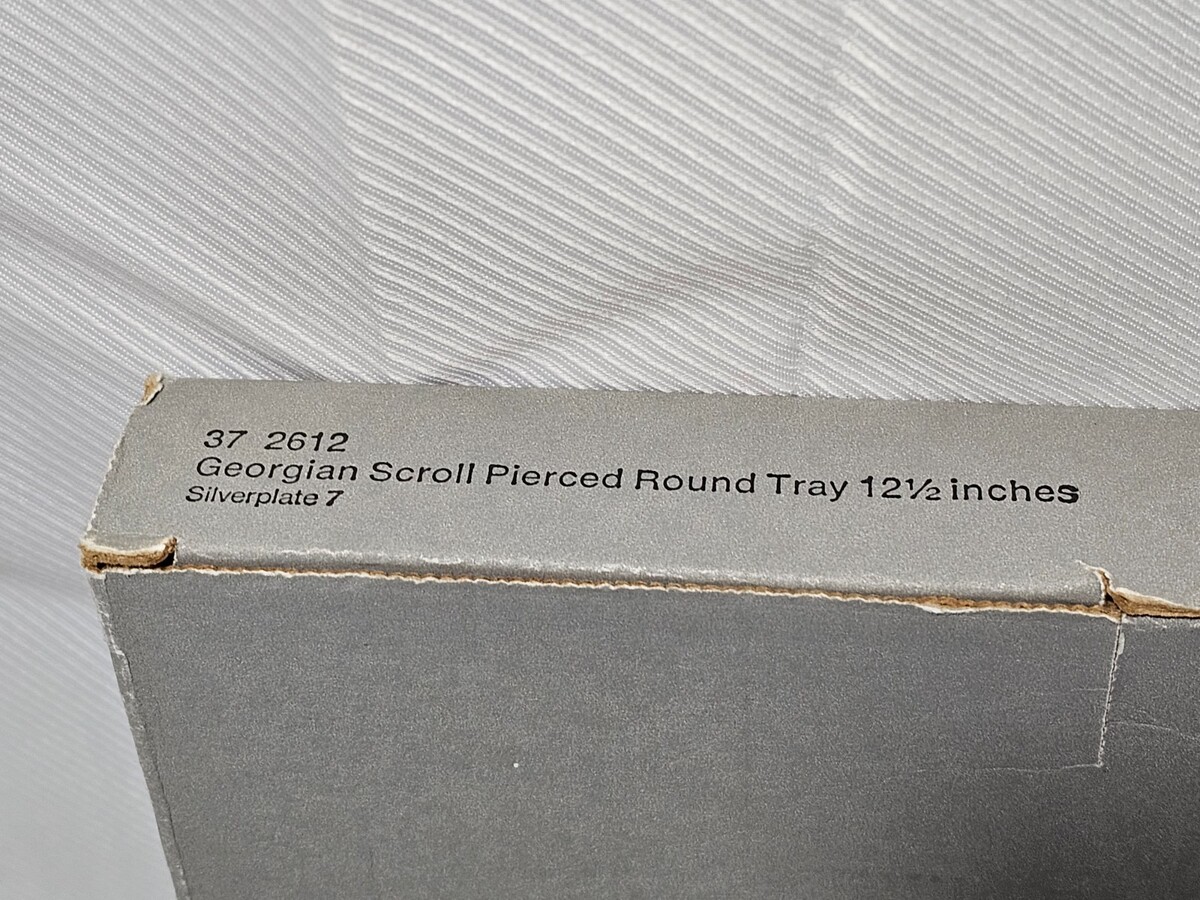 37 2612
Georgian Scroll Pierced Round Tray 12½ inches
Silverplate 7